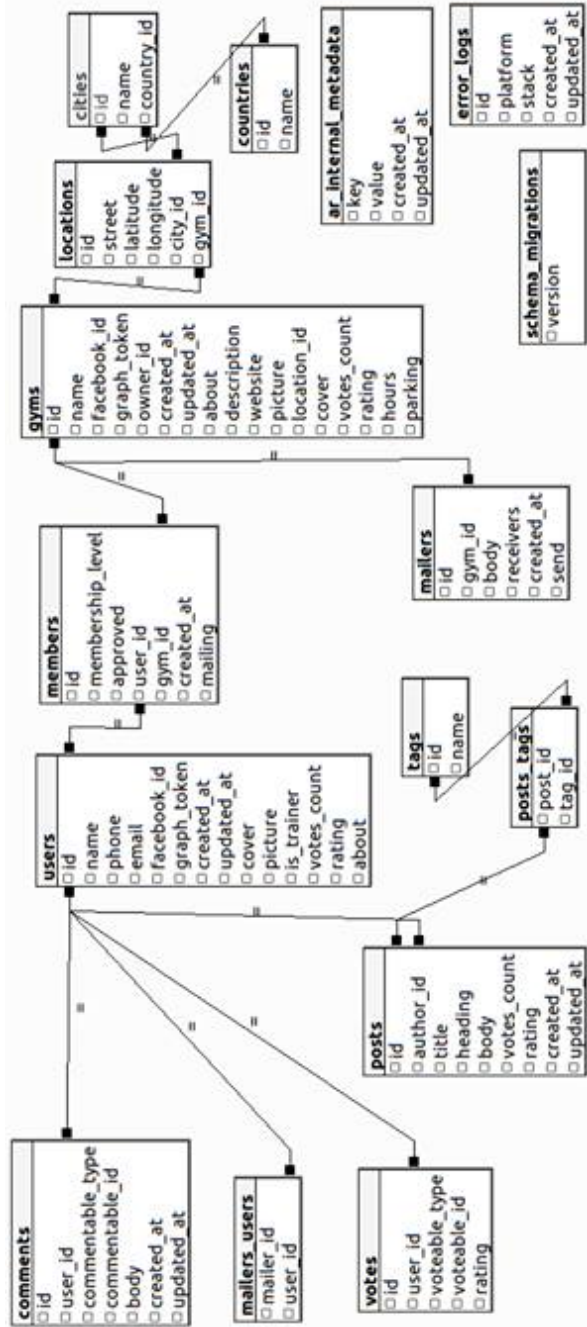 comments
id
user_id
commentable_type
commentable_id
body
created_at
updated_at
mailers_users
mailer_id
user_id
votes
id
user_id
voteable_type
voteable_id
rating
users
id
name
phone
email
facebook_id
graph_token
created_at
updated_at
cover
picture
is_trainer
votes_count
rating
about
posts
id
author_id
title
heading
body
votes_count
rating
created_at
updated_at
members
id
membership_level
approved
user_id
gym_id
created_at
mailing
tags
id
name
posts_tags
post_id
tag_id
gyms
id
name
facebook_id
graph_token
owner_id
created_at
updated_at
about
description
website
picture
location_id
cover
votes_count
rating
hours
parking
mailers
id
gym_id
body
receivers
created_at
send
locations
id
street
latitude
longitude
city_id
gym_id
cities
id
name
country_id
countries
id
name
ar_internal_metadata
key
value
created_at
updated_at
schema_migrations
version
error_logs
id
platform
stack
created_at
updated_at